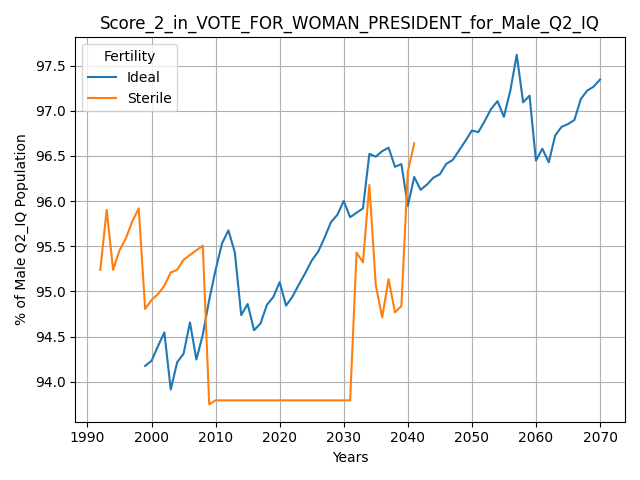 Score_2_in_VOTE_FOR_WOMAN_PRESIDENT_for_Male_Q2_IQ
Fertility
Ideal
Sterile
97.5
97.0
96.5
96.0
95.5
95.0
94.5
94.0
% of Male Q2_IQ Population
1990 2000 2010 2020 2030 2040 2050 2060 2070
Years